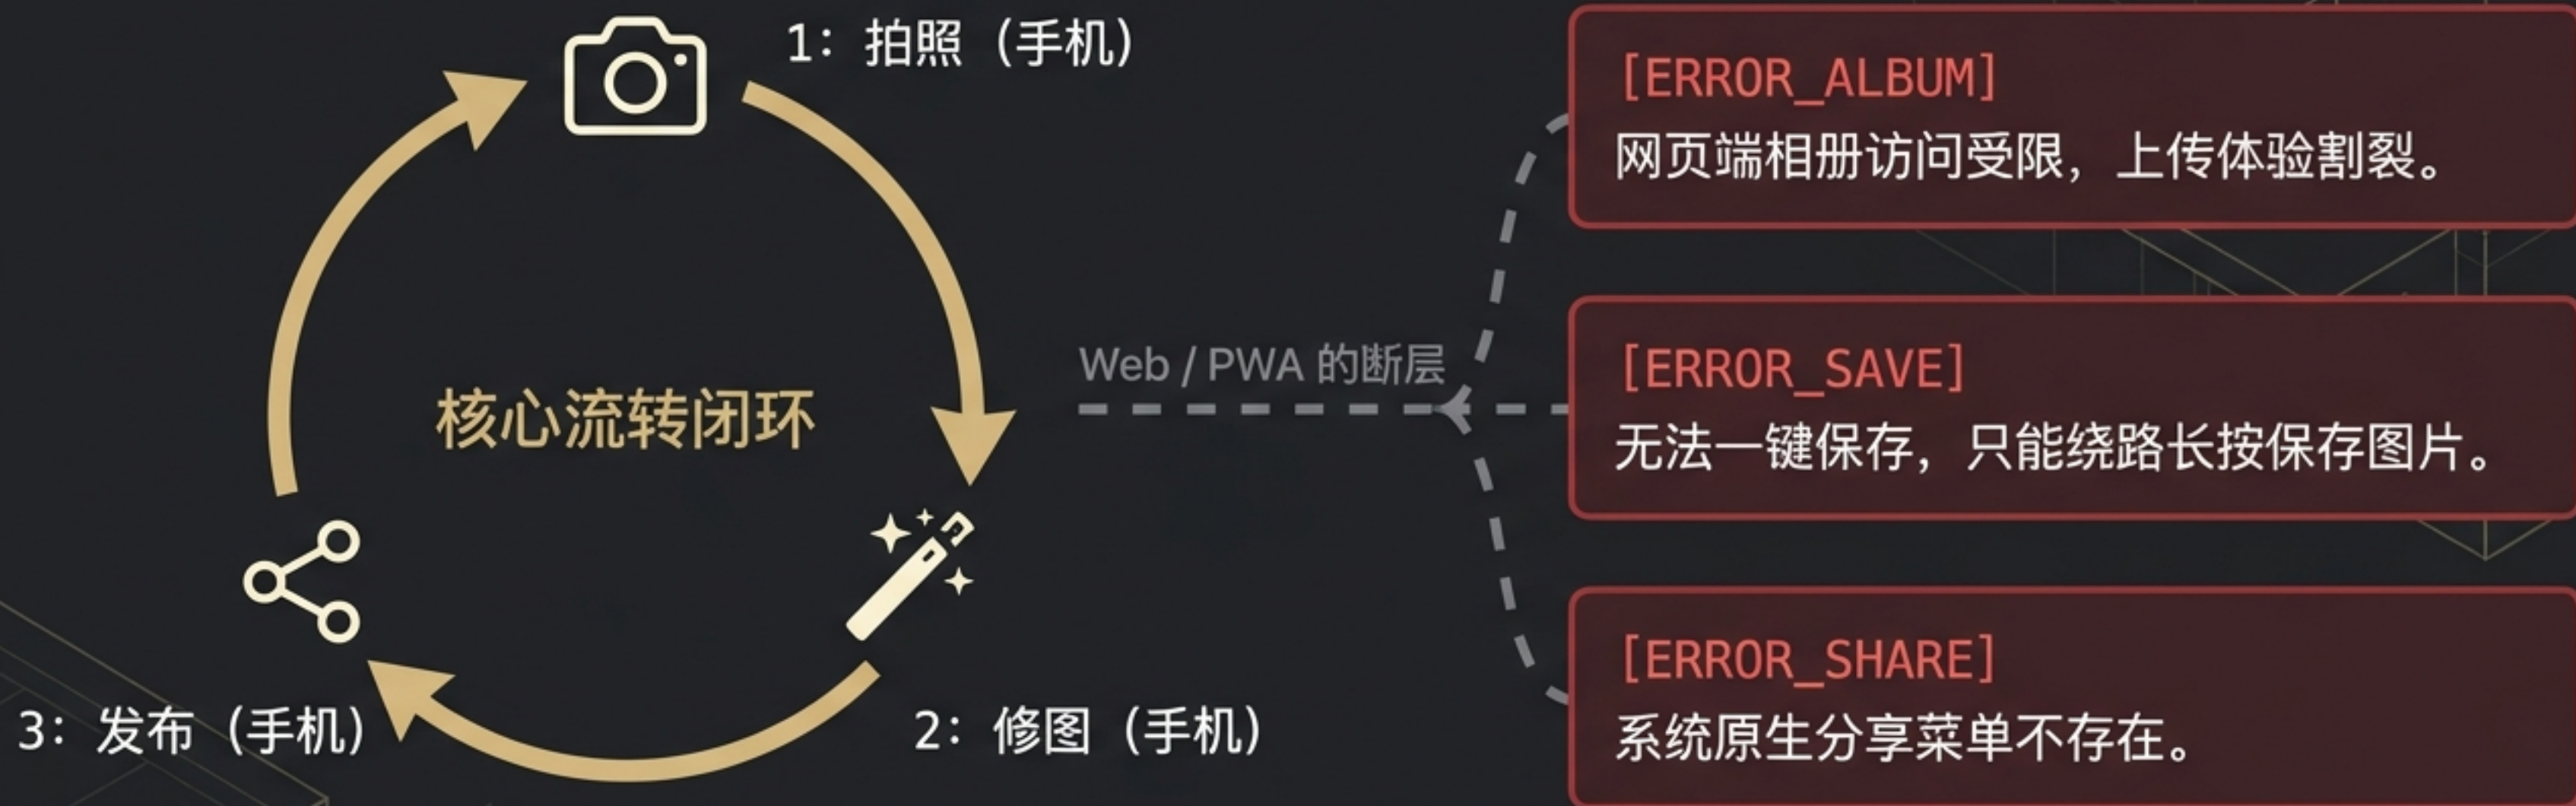 1：拍照（手机）
核心流转闭环
2：修图（手机）
3：发布（手机）
Web / PWA 的断层
[ERROR_ALBUM]
网页端相册访问受限，上传体验割裂。
[ERROR_SAVE]
无法一键保存，只能绕路长按保存图片。
[ERROR_SHARE]
系统原生分享菜单不存在。